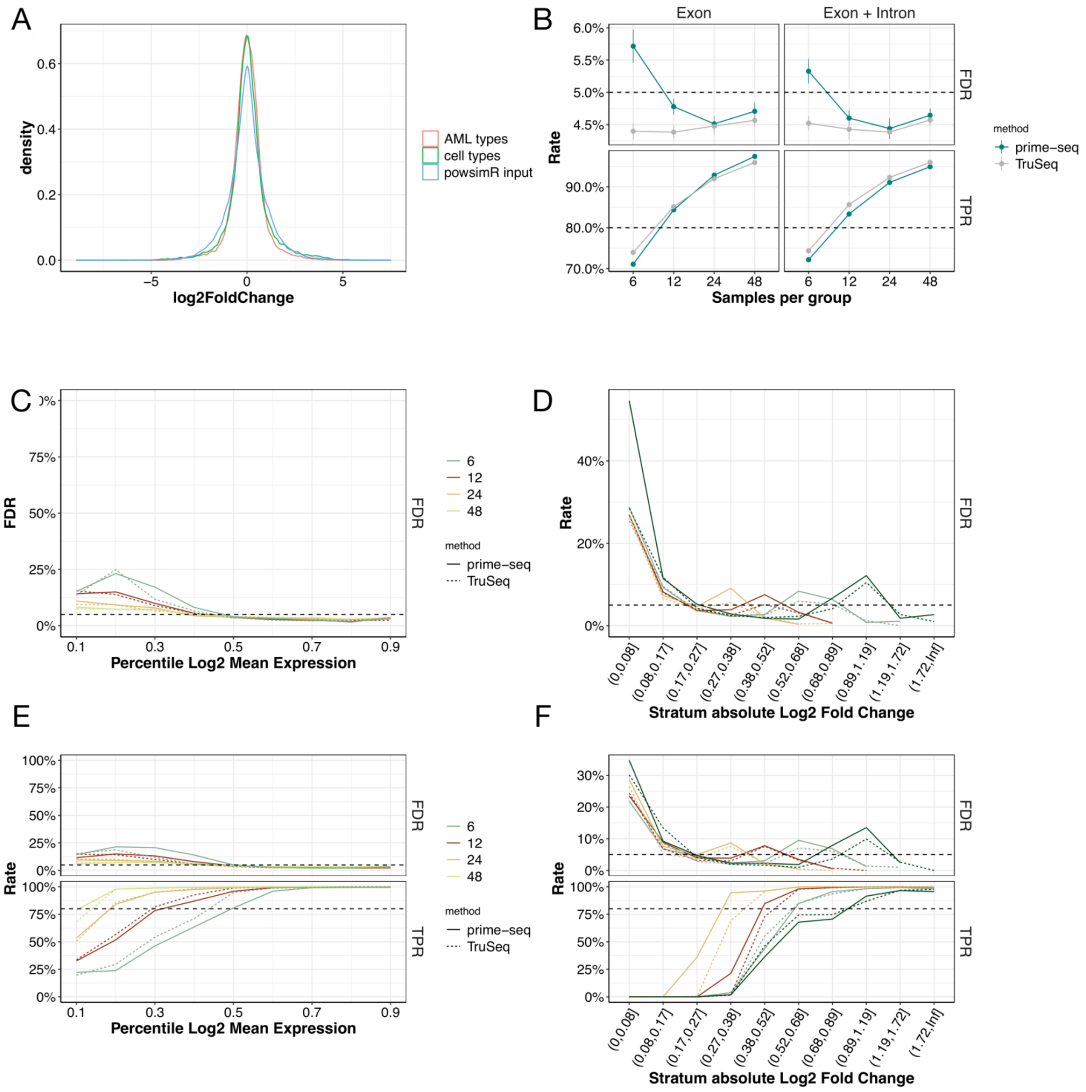 A
0.6
0.4
0.2
0.0
density
−5
0
5
log2FoldChange
AML types
cell types
powsimR input
B
Exon
Exon + Intron
6.0%
5.5%
5.0%
4.5%
90.0%
80.0%
70.0%
Rate
FDR
TPR
6
12
24
48
6
12
24
48
Samples per group
method
prime−seq
TruSeq
C
0%
75%
50%
25%
0%
FDR
FDR
0.1
0.3
0.5
0.7
0.9
Percentile Log2 Mean Expression
6
12
24
48
method
prime−seq
TruSeq
D
40%
20%
0%
Rate
FDR
(0,0.08]
(0.08,0.17]
(0.17,0.27]
(0.27,0.38]
(0.38,0.52]
(0.52,0.68]
(0.68,0.89]
(0.89,1.19]
(1.19,1.72]
(1.72,Inf]
Stratum absolute Log2 Fold Change
E
100%
75%
50%
25%
0%
100%
75%
50%
25%
0%
Rate
FDR
TPR
0.1
0.3
0.5
0.7
0.9
Percentile Log2 Mean Expression
6
12
24
48
method
prime−seq
TruSeq
F
30%
20%
10%
0%
100%
75%
50%
25%
0%
Rate
FDR
TPR
(0,0.08]
(0.08,0.17]
(0.17,0.27]
(0.27,0.38]
(0.38,0.52]
(0.52,0.68]
(0.68,0.89]
(0.89,1.19]
(1.19,1.72]
(1.72,Inf]
Stratum absolute Log2 Fold Change